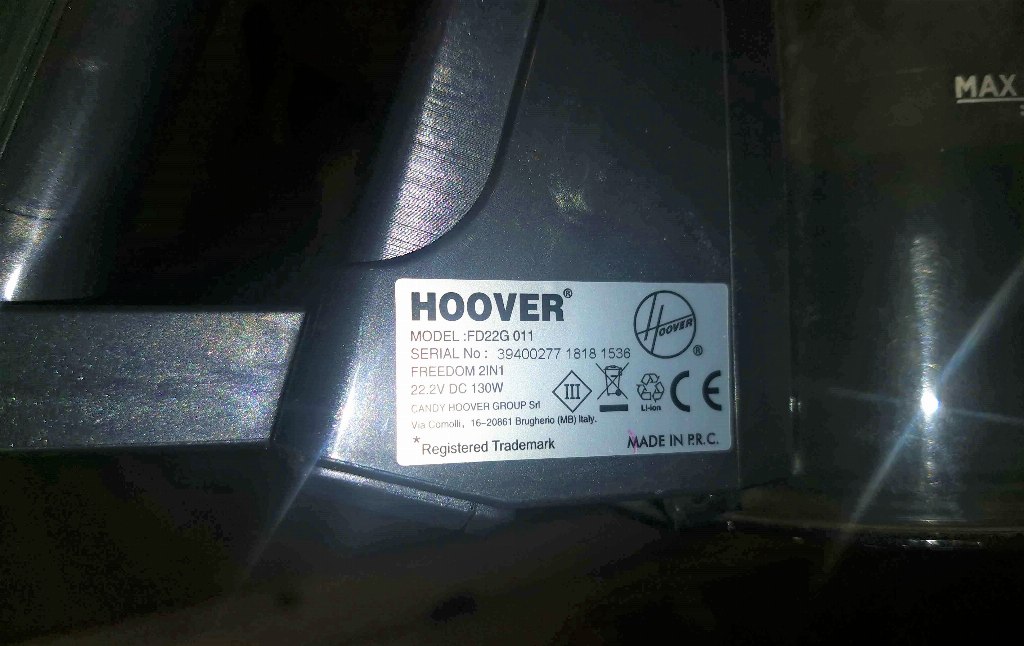 MAX
HOOVER®
HOOVER ®
MODEL :FD22G 011
SERIAL No : 39400277 1818 1536
FREEDOM 2IN1
22.2V DC 130W
III
Li-ion
CE
CANDY HOOVER GROUP Srl
Via Comolli, 16-20861 Brugherio (MB) Italy.
*Registered Trademark
MADE IN P.R.C.